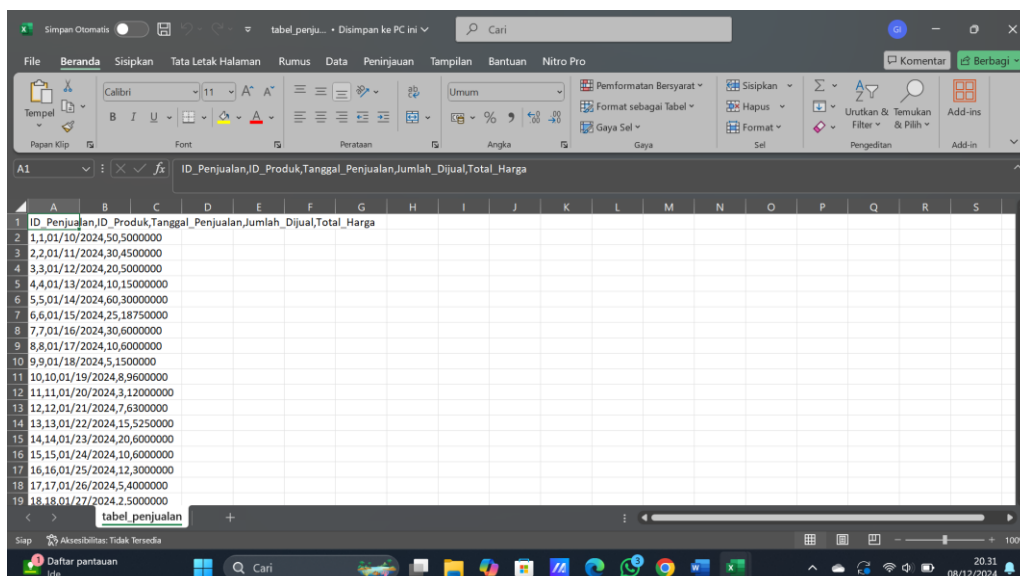 Simpan Otomatis tabel_penju... • Disimpan ke PC ini Cari GI
File Beranda Sisipkan Tata Letak Halaman Rumus Data Peninjauan Tampilan Bantuan Nitro Pro Komentar Berbagi
Tempel Calibri 11 A A Umum Pemformatan Bersyarat Sisipkan Σ A Z
B I U A % Format sebagai Tabel Hapus Urutkan & Filter Temukan & Pilih Add-ins
Gaya Sel Format
Papan Klip Font Perataan Angka Gaya Sel Pengeditan Add-in
A1 fx ID_Penjualan,ID_Produk,Tanggal_Penjualan,Jumlah_Dijual,Total_Harga
A B C D E F G H I J K L M N O P Q R S
1 ID_Penjualan,ID_Produk,Tanggal_Penjualan,Jumlah_Dijual,Total_Harga
2 1,1,01/10/2024,50,5000000
3 2,2,01/11/2024,30,4500000
4 3,3,01/12/2024,20,5000000
5 4,4,01/13/2024,10,15000000
6 5,5,01/14/2024,60,30000000
7 6,6,01/15/2024,25,18750000
8 7,7,01/16/2024,30,6000000
9 8,8,01/17/2024,10,6000000
10 9,9,01/18/2024,5,1500000
11 10,10,01/19/2024,8,9600000
12 11,11,01/20/2024,3,12000000
13 12,12,01/21/2024,7,6300000
14 13,13,01/22/2024,15,5250000
15 14,14,01/23/2024,20,6000000
16 15,15,01/24/2024,10,6000000
17 16,16,01/25/2024,12,3000000
18 17,17,01/26/2024,5,4000000
19 18,18,01/27/2024,2,5000000
tabel_penjualan
Siap Aksesibilitas: Tidak Tersedia 100
1 Daftar pantauan Cari 3 20.31
Ide 08/12/2024